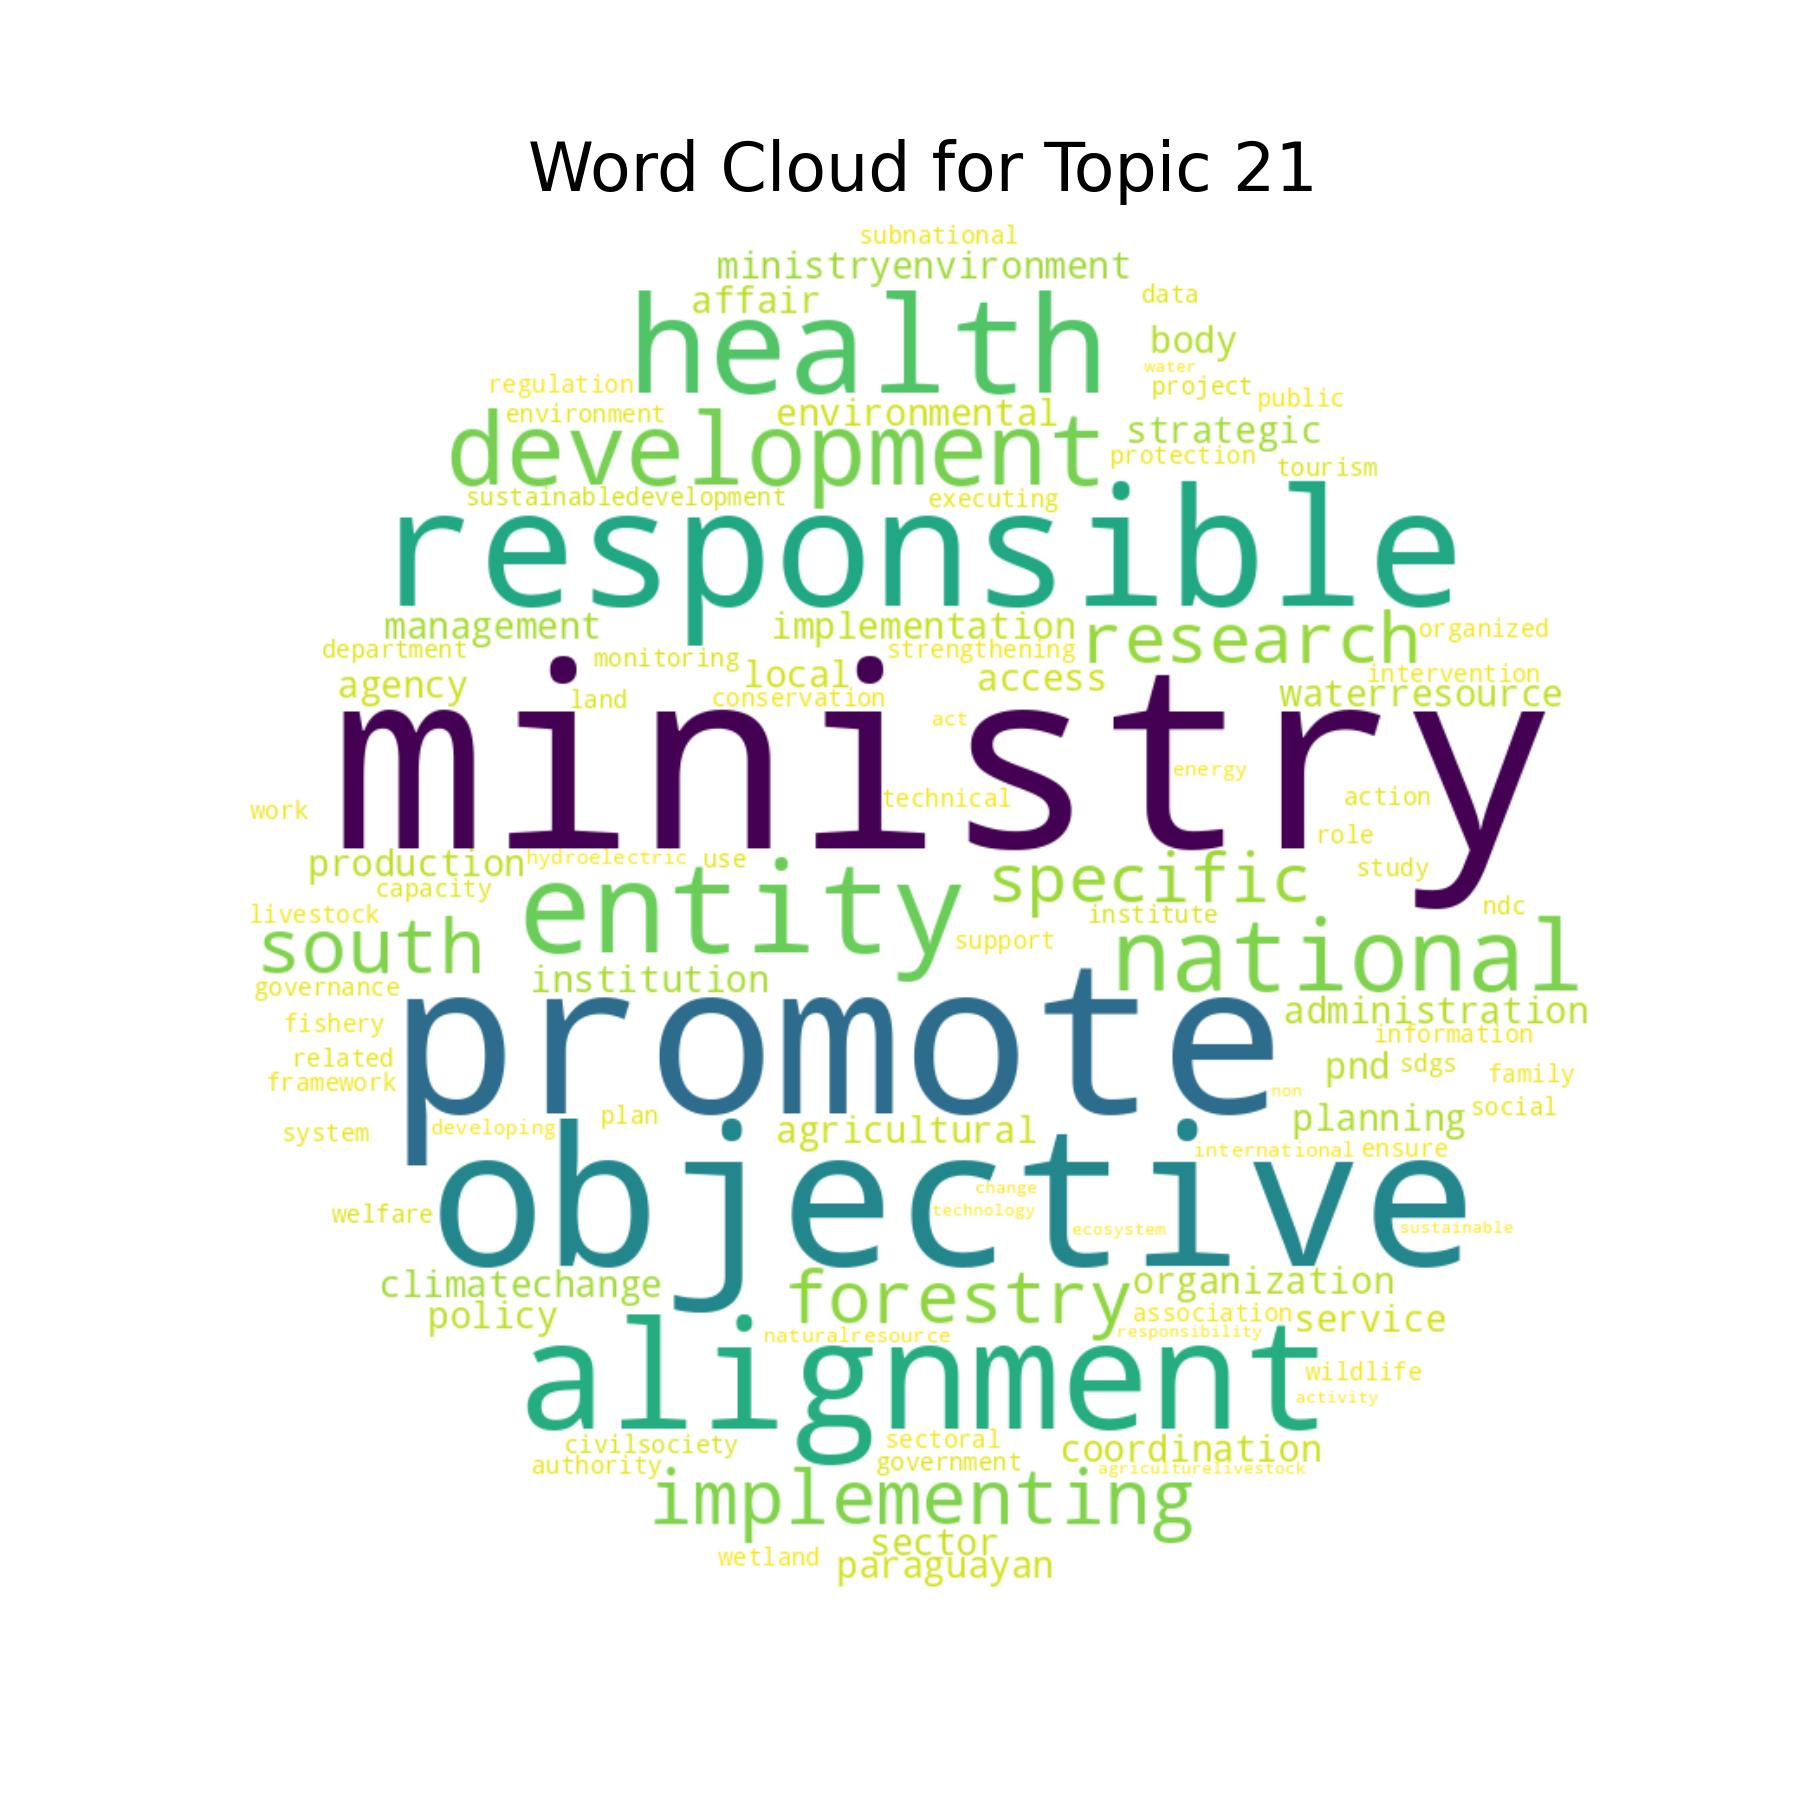 Word Cloud for Topic 21
subnational
ministryenvironment
affair
data
health
body
water
regulation
project
public
environment
environmental
development
strategic
protection
tourism
sustainabledevelopment
executing
responsible
management
implementation
research
organized
department
monitoring
strengthening
local
access
intervention
agency
land
conservation
waterresource
act
ministry
energy
work
technical
action
role
production
hydroelectric
use
specific
study
capacity
entity
livestock
institute
ndc
south
support
national
institution
governance
promote
administration
fishery
information
related
pnd
sdgs
family
framework
non
plan
planning
social
system
developing
agricultural
international
ensure
objective
change
welfare
technology
ecosystem
sustainable
climatechange
forestry
organization
policy
association
service
naturalresource
responsibility
alignment
wildlife
activity
civilsociety
sectoral
coordination
authority
government
agriculturelivestock
implementing
sector
wetland
paraguayan